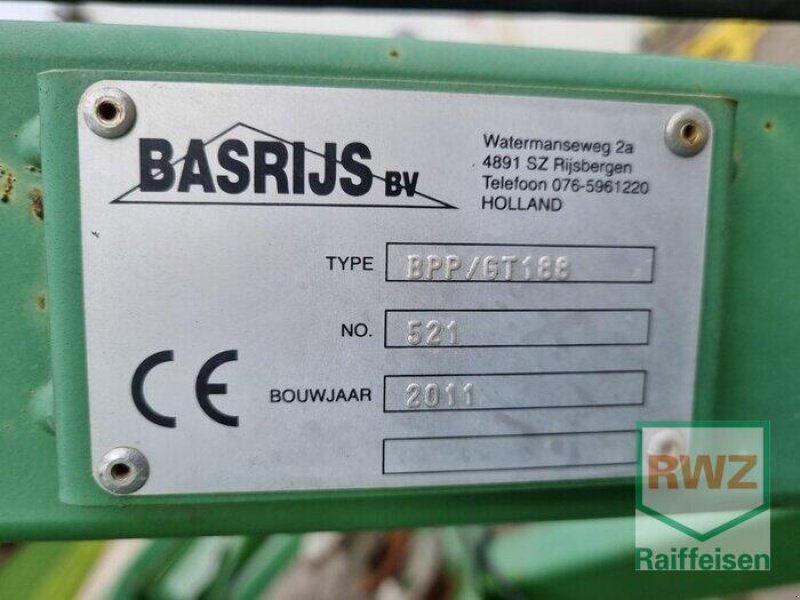 BASRIJS BV
Watermanseweg 2a
4891 SZ Rijsbergen
Telefoon 076-5961220
HOLLAND
TYPE BPP/GT188
NO. 521
CE BOUWJAAR 2011
RWZ
Raiffeisen